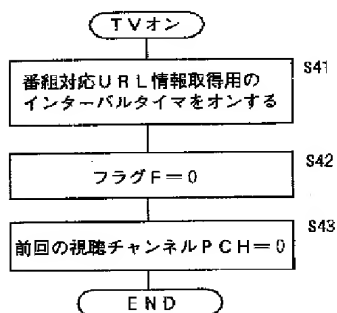 TVオン
番組対応URL情報取得用の
インターバルタイマをオンする
S41
フラグF=0
S42
前回の視聴チャンネルPCH=0
S43
END